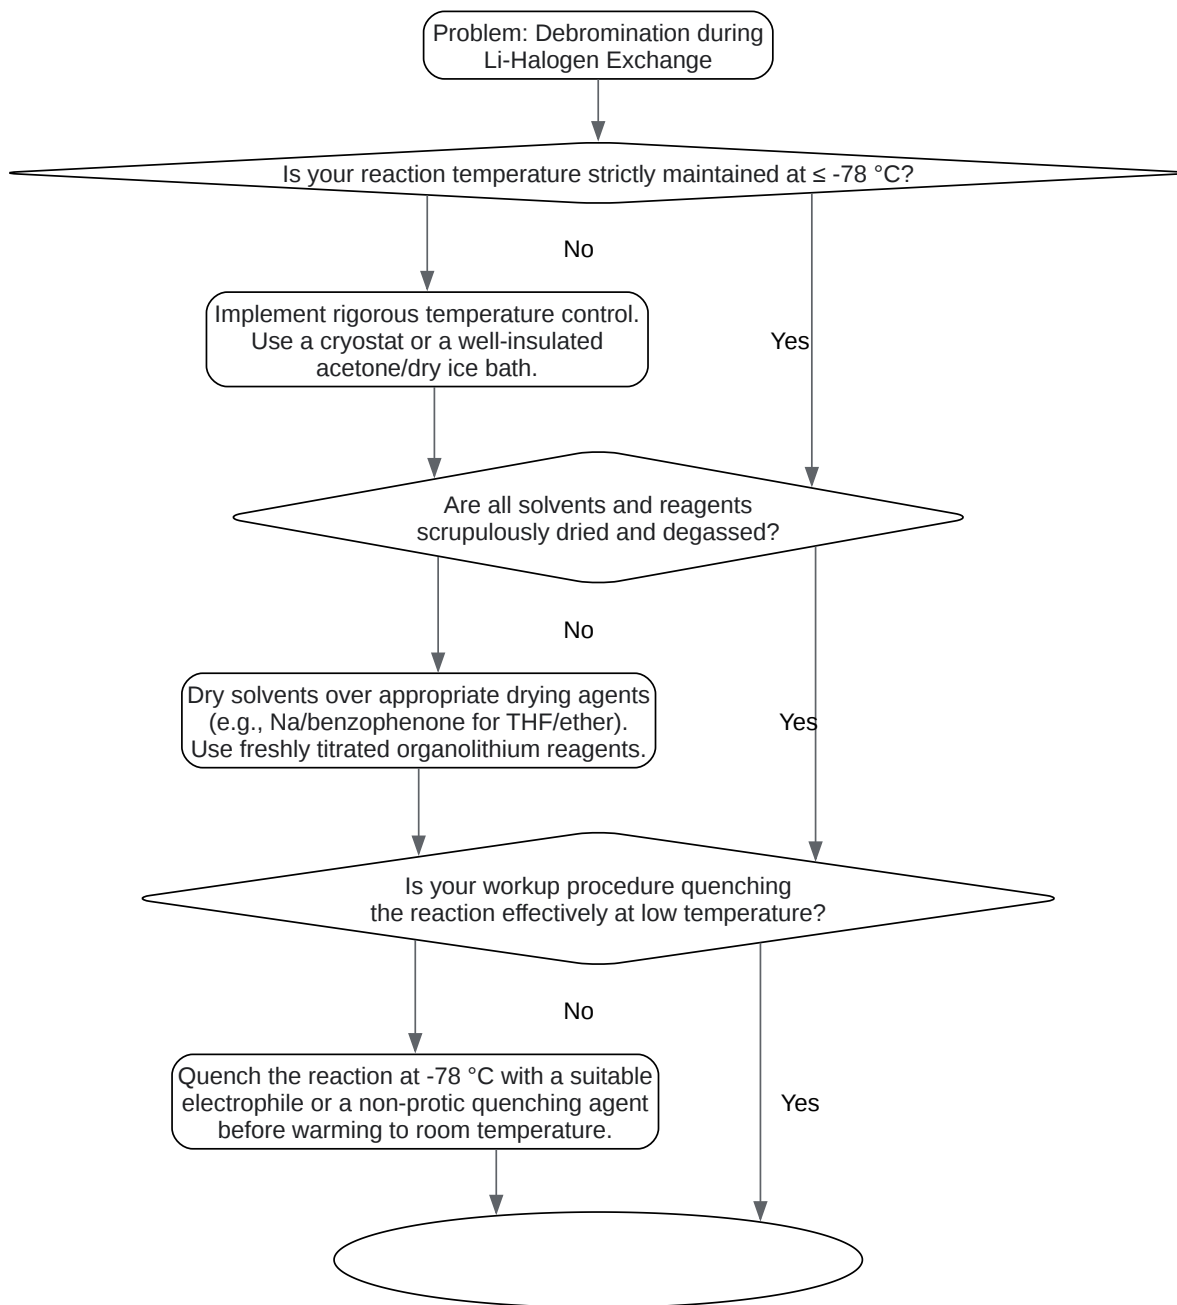 Problem: Debromination during
Li-Halogen Exchange
Is your reaction temperature strictly maintained at ≤ -78 °C?
No
Implement rigorous temperature control.
Use a cryostat or a well-insulated
acetone/dry ice bath.
Yes
Are all solvents and reagents
scrupulously dried and degassed?
No
Dry solvents over appropriate drying agents
(e.g., Na/benzophenone for THF/ether).
Use freshly titrated organolithium reagents.
Yes
Is your workup procedure quenching
the reaction effectively at low temperature?
No
Quench the reaction at -78 °C with a suitable
electrophile or a non-protic quenching agent
before warming to room temperature.
Yes